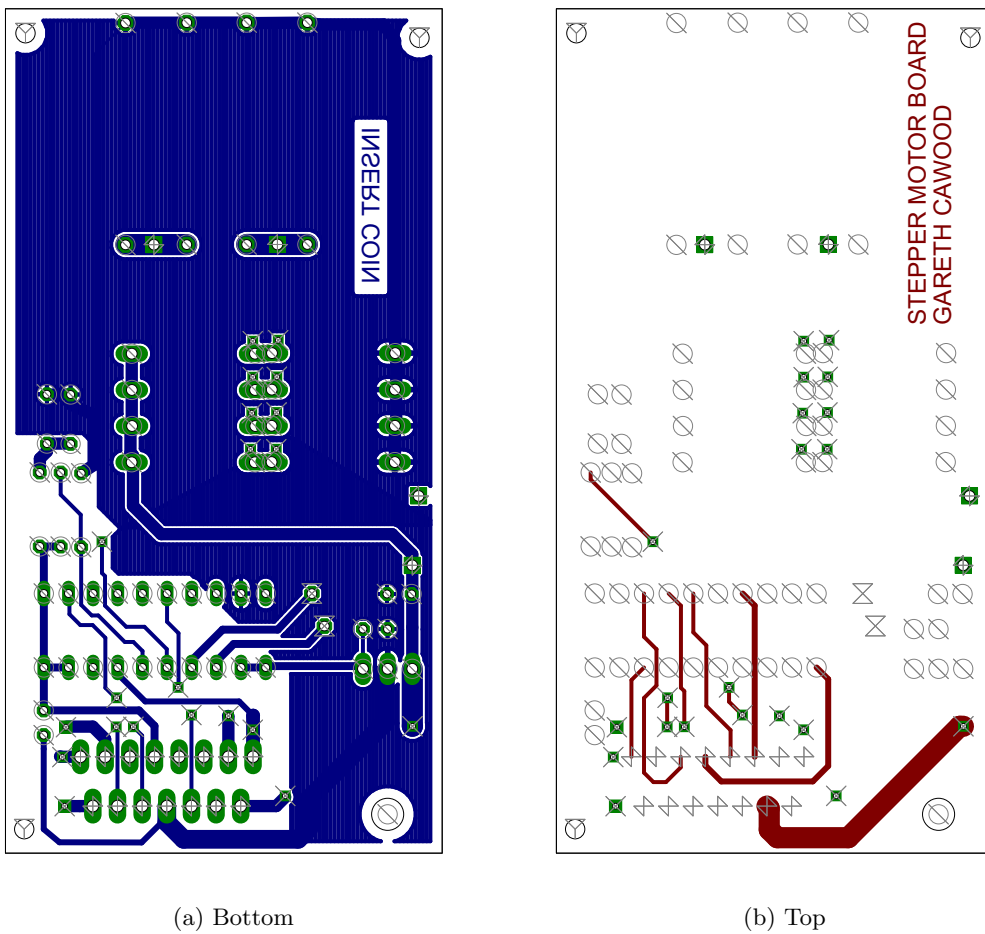 INSERT COIN
STEPPER MOTOR BOARD
GARETH CAWOOD
(a) Bottom
(b) Top